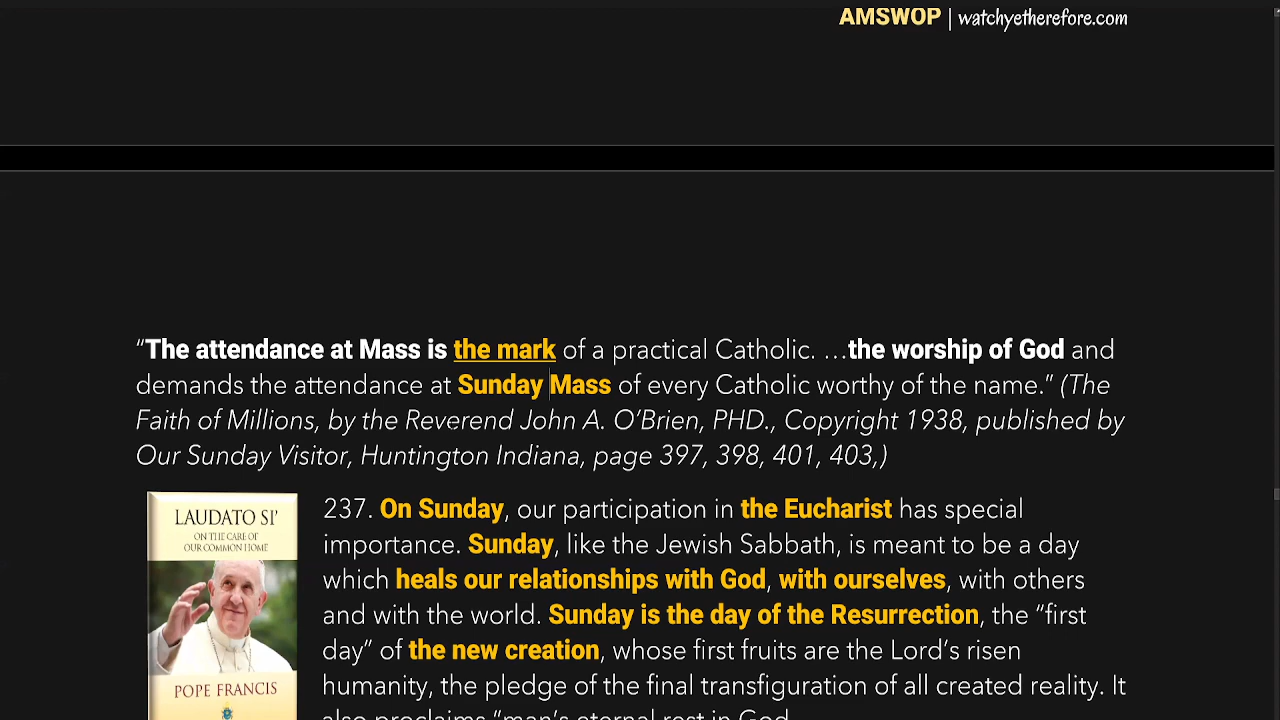 AMSWOP | watchyetherefore.com
“The attendance at Mass is the mark of a practical Catholic. …the worship of God and
demands the attendance at Sunday Mass of every Catholic worthy of the name.” (The
Faith of Millions, by the Reverend John A. O’Brien, PHD., Copyright 1938, published by
Our Sunday Visitor, Huntington Indiana, page 397, 398, 401, 403,)
LAUDATO SI’
ON THE CARE OF
OUR COMMON HOME
POPE FRANCIS
237. On Sunday, our participation in the Eucharist has special
importance. Sunday, like the Jewish Sabbath, is meant to be a day
which heals our relationships with God, with ourselves, with others
and with the world. Sunday is the day of the Resurrection, the “first
day” of the new creation, whose first fruits are the Lord’s risen
humanity, the pledge of the final transfiguration of all created reality. It
also proclaims “man’s eternal rest in God